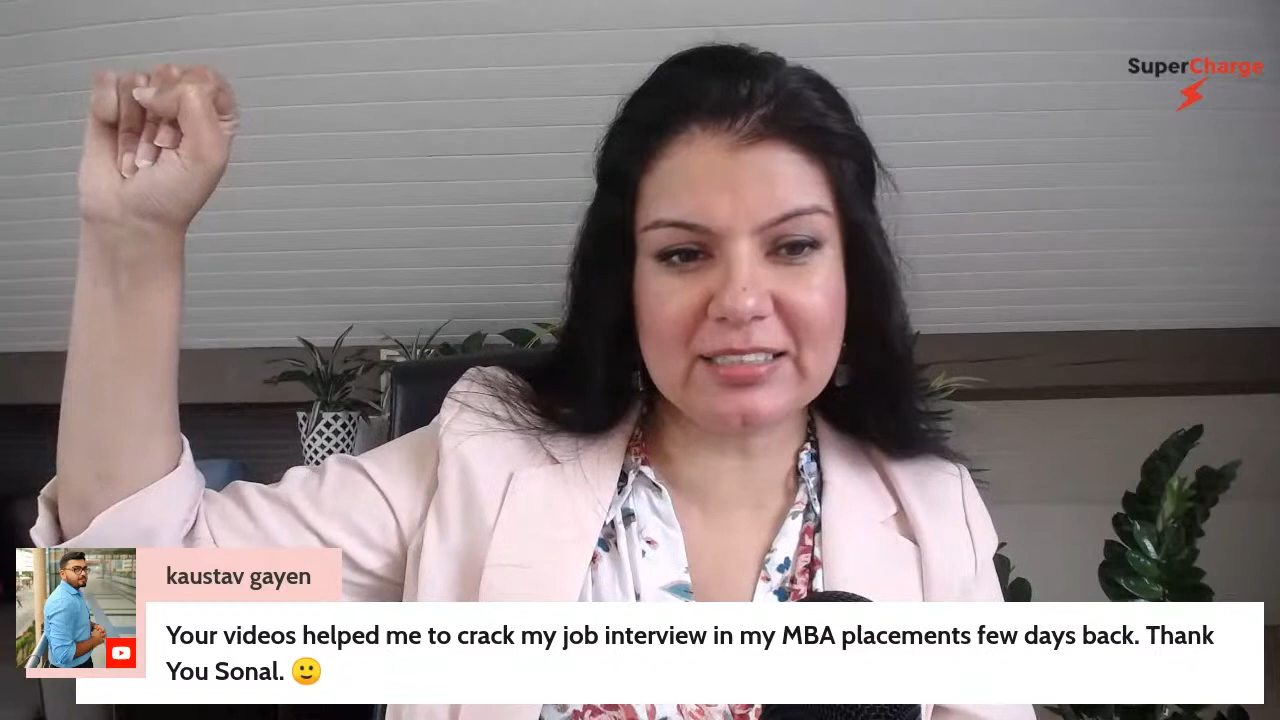 SuperCharge
kaustav gayen
Your videos helped me to crack my job interview in my MBA placements few days back. Thank
You Sonal. 🙂